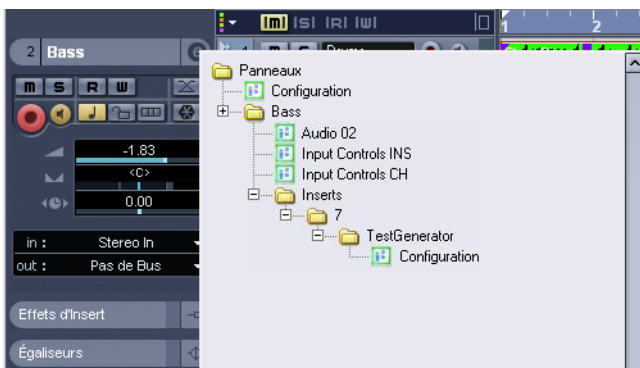 m S R W
1 2
2 Bass e
m S R W
-1.83
<C>
0.00
in : Stereo In
out : Pas de Bus
Effets d'Insert
Égaliseurs
Panneaux
Configuration
Bass
Audio 02
Input Controls INS
Input Controls CH
Inserts
7
TestGenerator
Configuration